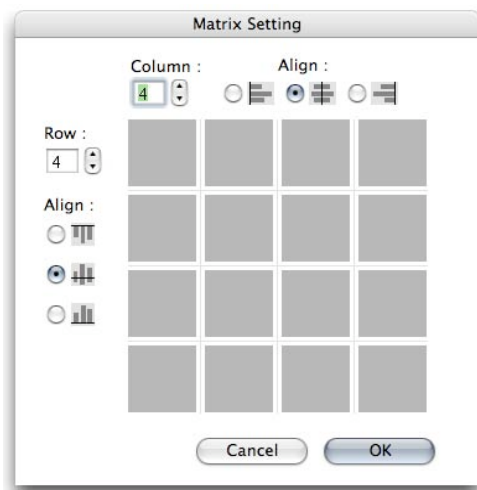 Matrix Setting
Column : Align :
4
Row :
4
Align :
Cancel OK